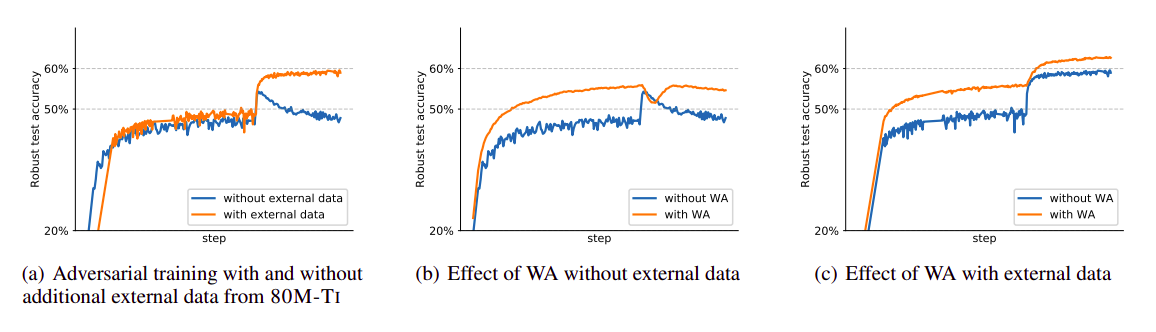 Robust test accuracy
60%
50%
20%
without external data
with external data
step
(a) Adversarial training with and without
additional external data from 80M-TI
Robust test accuracy
60%
50%
20%
without WA
with WA
step
(b) Effect of WA without external data
Robust test accuracy
60%
50%
20%
without WA
with WA
step
(c) Effect of WA with external data